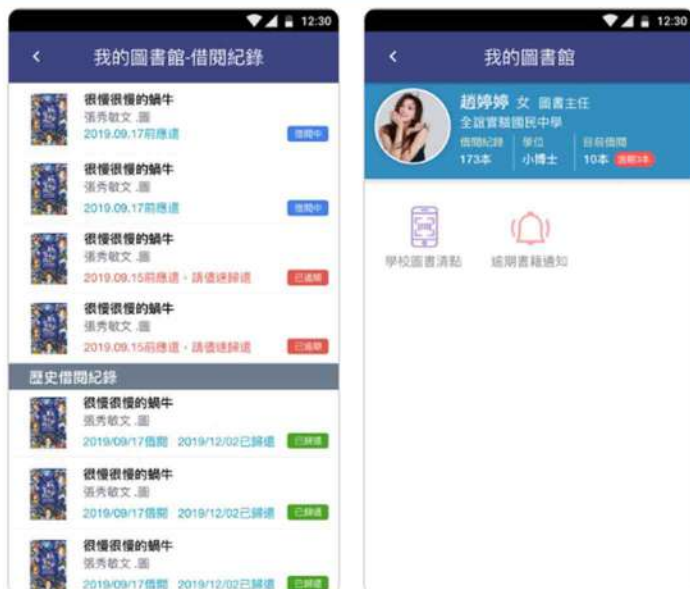 12:30
我的圖書館-借閱紀錄
很慢很慢的蝸牛
張秀敏文.圖
2019.09.17前應還
借閱中
很慢很慢的蝸牛
張秀敏文.圖
2019.09.17前應還
借閱中
很慢很慢的蝸牛
張秀敏文.圖
2019.09.15前應還，請儘速歸還
已逾期
很慢很慢的蝸牛
張秀敏文.圖
2019.09.15前應還，請儘速歸還
已逾期
歷史借閱紀錄
很慢很慢的蝸牛
張秀敏文.圖
2019/09/17借閱 2019/12/02已歸還
已歸還
很慢很慢的蝸牛
張秀敏文.圖
2019/09/17借閱 2019/12/02已歸還
已歸還
很慢很慢的蝸牛
張秀敏文.圖
2019/09/17借閱 2019/12/02已歸還
已歸還
12:30
我的圖書館
趙婷婷 女 圖書主任
全誼實驗國民中學
借閱紀錄 學位 目前借閱
173本 小博士 10本 逾期3本
學校圖書清點 逾期書籍通知